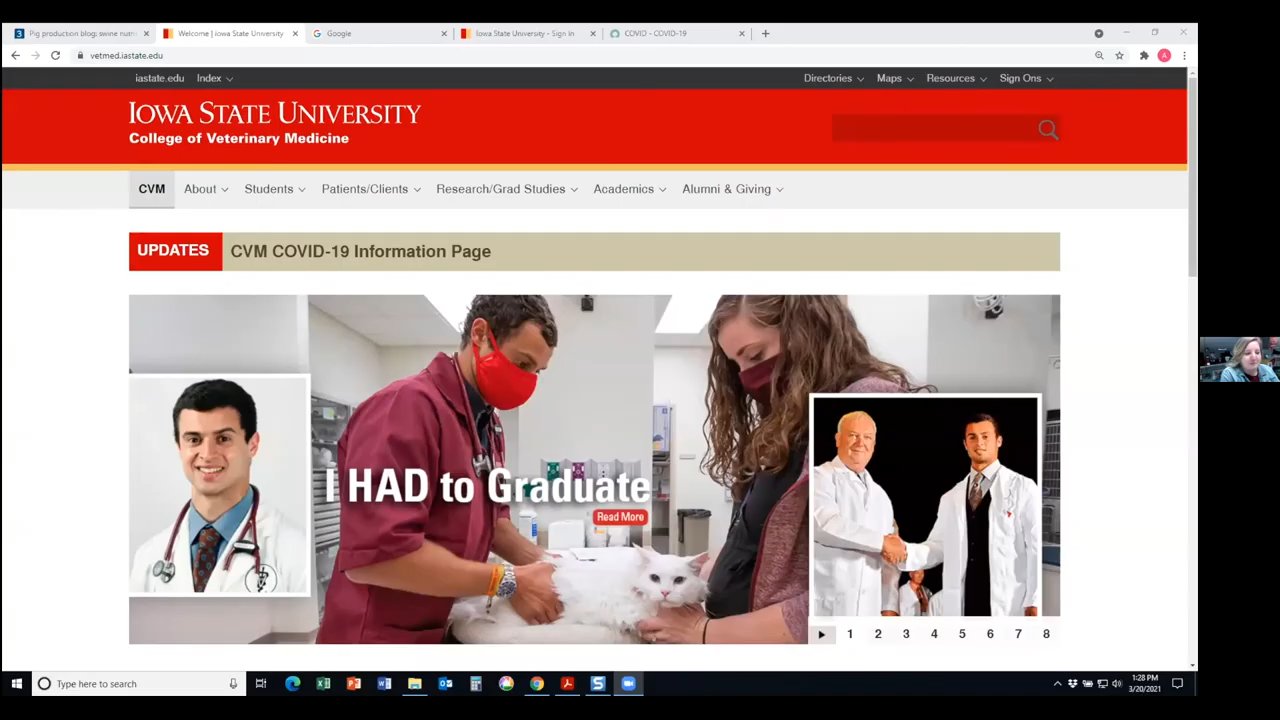 Pig production blog: swine nutri
Welcome | Iowa State University
Google
Iowa State University - Sign In
COVID - COVID-19
vetmed.iastate.edu
A
iastate.edu Index Directories Maps Resources Sign Ons
IOWA STATE UNIVERSITY
College of Veterinary Medicine
CVM About Students Patients/Clients Research/Grad Studies Academics Alumni & Giving
UPDATES CVM COVID-19 Information Page
I HAD to Graduate
Read More
1 2 3 4 5 6 7 8
Type here to search
1:28 PM
3/20/2021